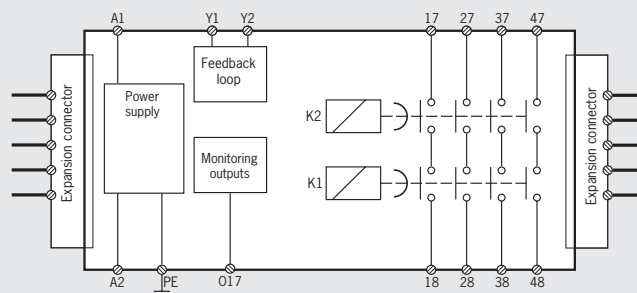 A1 Y1 Y2 17 27 37 47
Feedback
loop
Power
supply
Expansion connector
K2
Expansion connector
Monitoring
outputs
K1
A2 PE O17 18 28 38 48